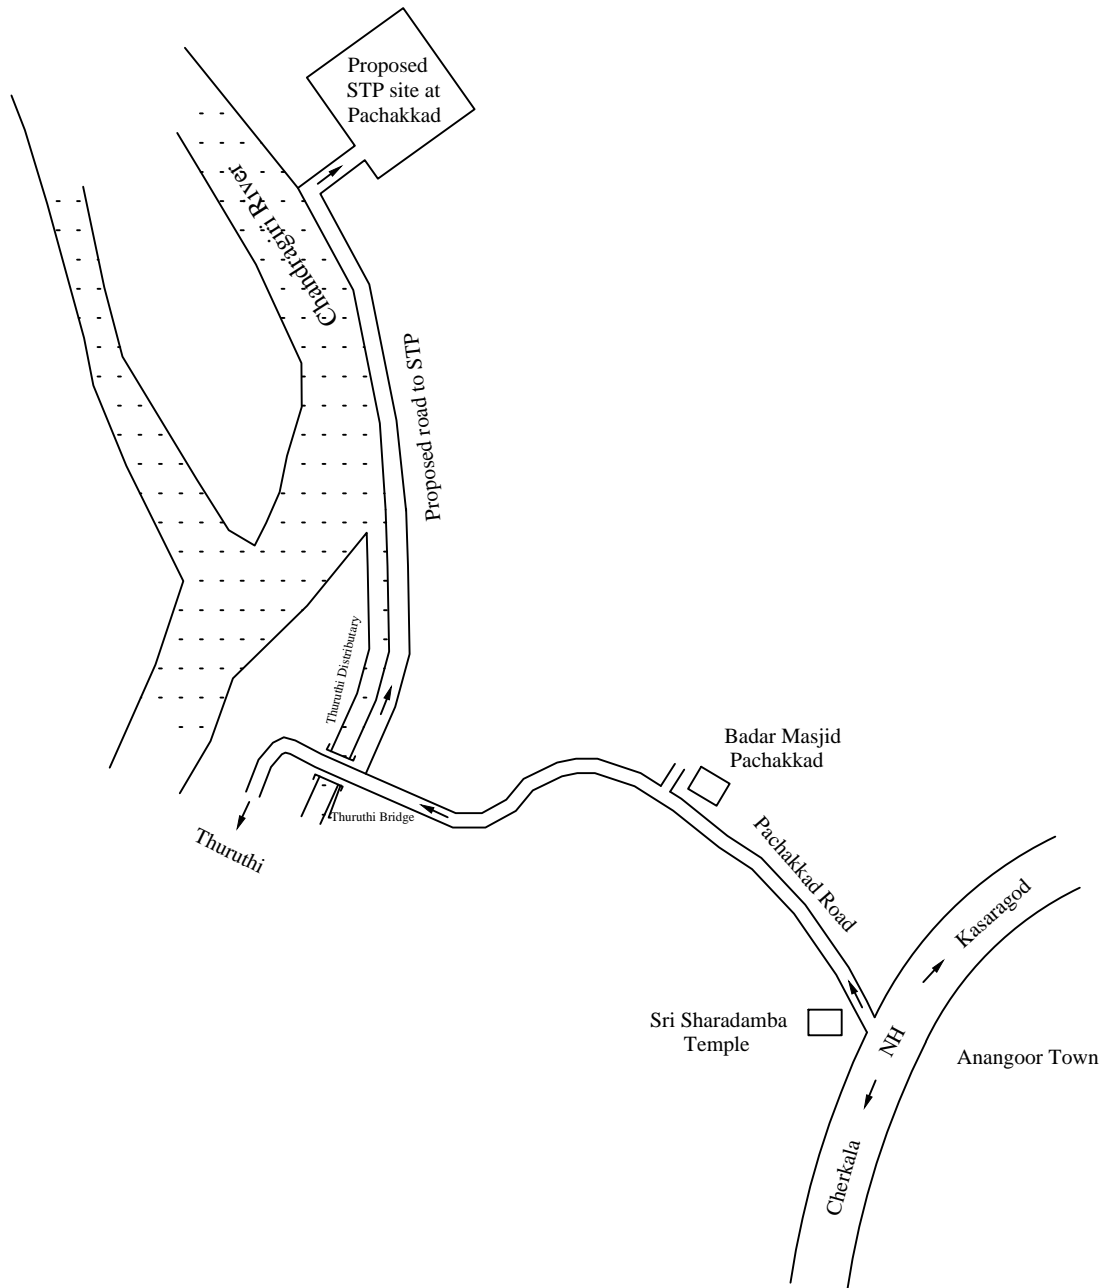 Proposed
STP site at
Pachakkad
Chandragiri River
Proposed road to STP
Thuruthi Distributary
Badar Masjid
Pachakkad
Thuruthi Bridge
Thuruthi
Pachakkad Road
Kasaragod
Sri Sharadamba
Temple
NH
Anangoor Town
Cherkala